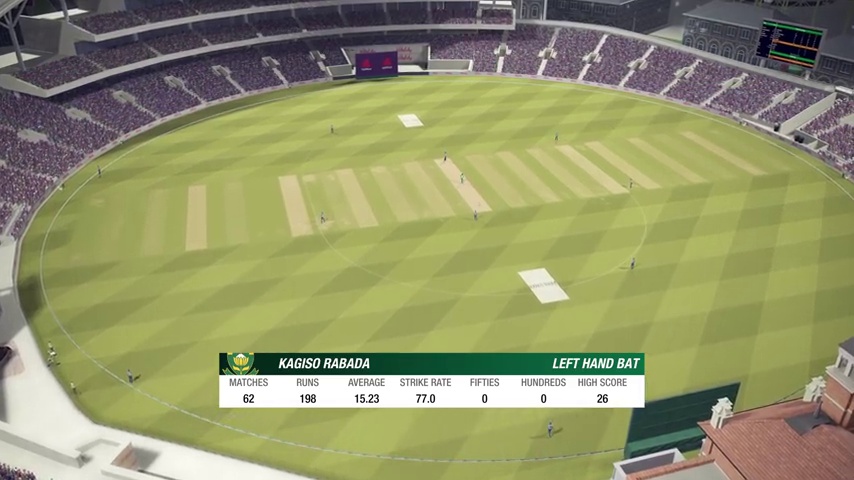 KAGISO RABADA LEFT HAND BAT
MATCHES RUNS AVERAGE STRIKE RATE FIFTIES HUNDREDS HIGH SCORE
62 198 15.23 77.0 0 0 26